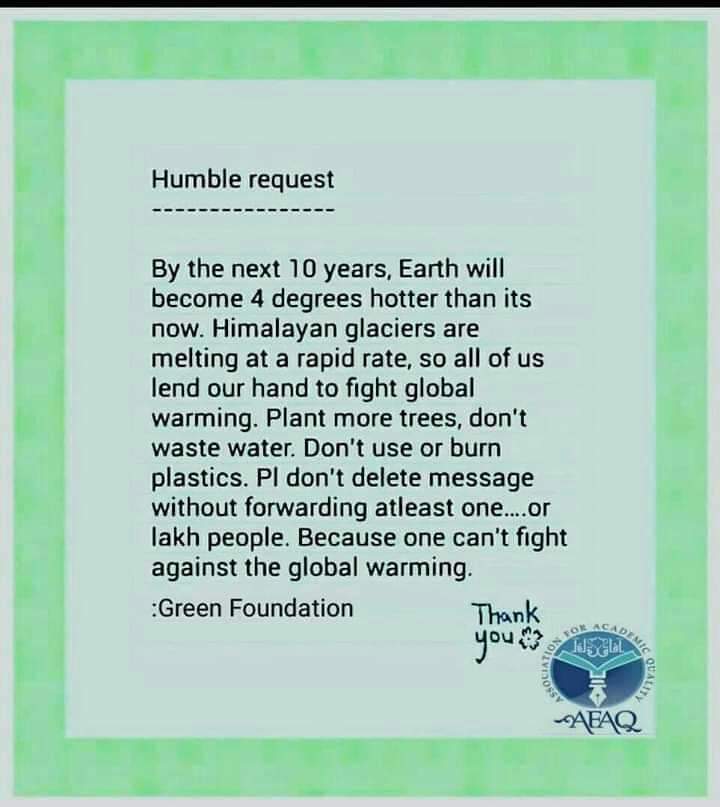 Humble request
----------------
By the next 10 years, Earth will
become 4 degrees hotter than its
now. Himalayan glaciers are
melting at a rapid rate, so all of us
lend our hand to fight global
warming. Plant more trees, don't
waste water. Don't use or burn
plastics. Pl don't delete message
without forwarding atleast one....or
lakh people. Because one can't fight
against the global warming.
:Green Foundation
Thank
you
ASSOCIATION FOR ACADEMIC QUALITY
AFAQ